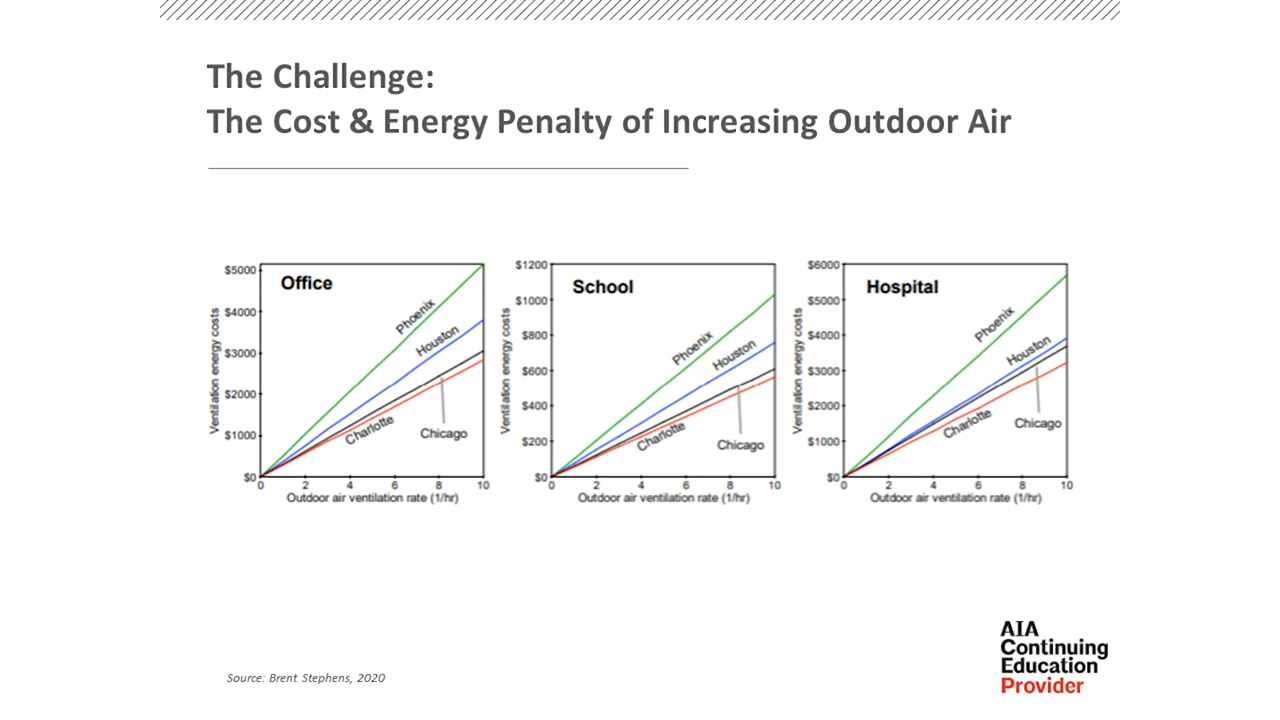 The Challenge:
The Cost & Energy Penalty of Increasing Outdoor Air
Office
Ventilation energy costs
$5000
$4000
$3000
$2000
$1000
$0
0 2 4 6 8 10
Outdoor air ventilation rate (1/hr)
Phoenix
Houston
Charlotte
Chicago
School
Ventilation energy costs
$1200
$1000
$800
$600
$400
$200
$0
0 2 4 6 8 10
Outdoor air ventilation rate (1/hr)
Phoenix
Houston
Charlotte
Chicago
Hospital
Ventilation energy costs
$6000
$5000
$4000
$3000
$2000
$1000
$0
0 2 4 6 8 10
Outdoor air ventilation rate (1/hr)
Phoenix
Houston
Charlotte
Chicago
Source: Brent Stephens, 2020
AIA
Continuing
Education
Provider